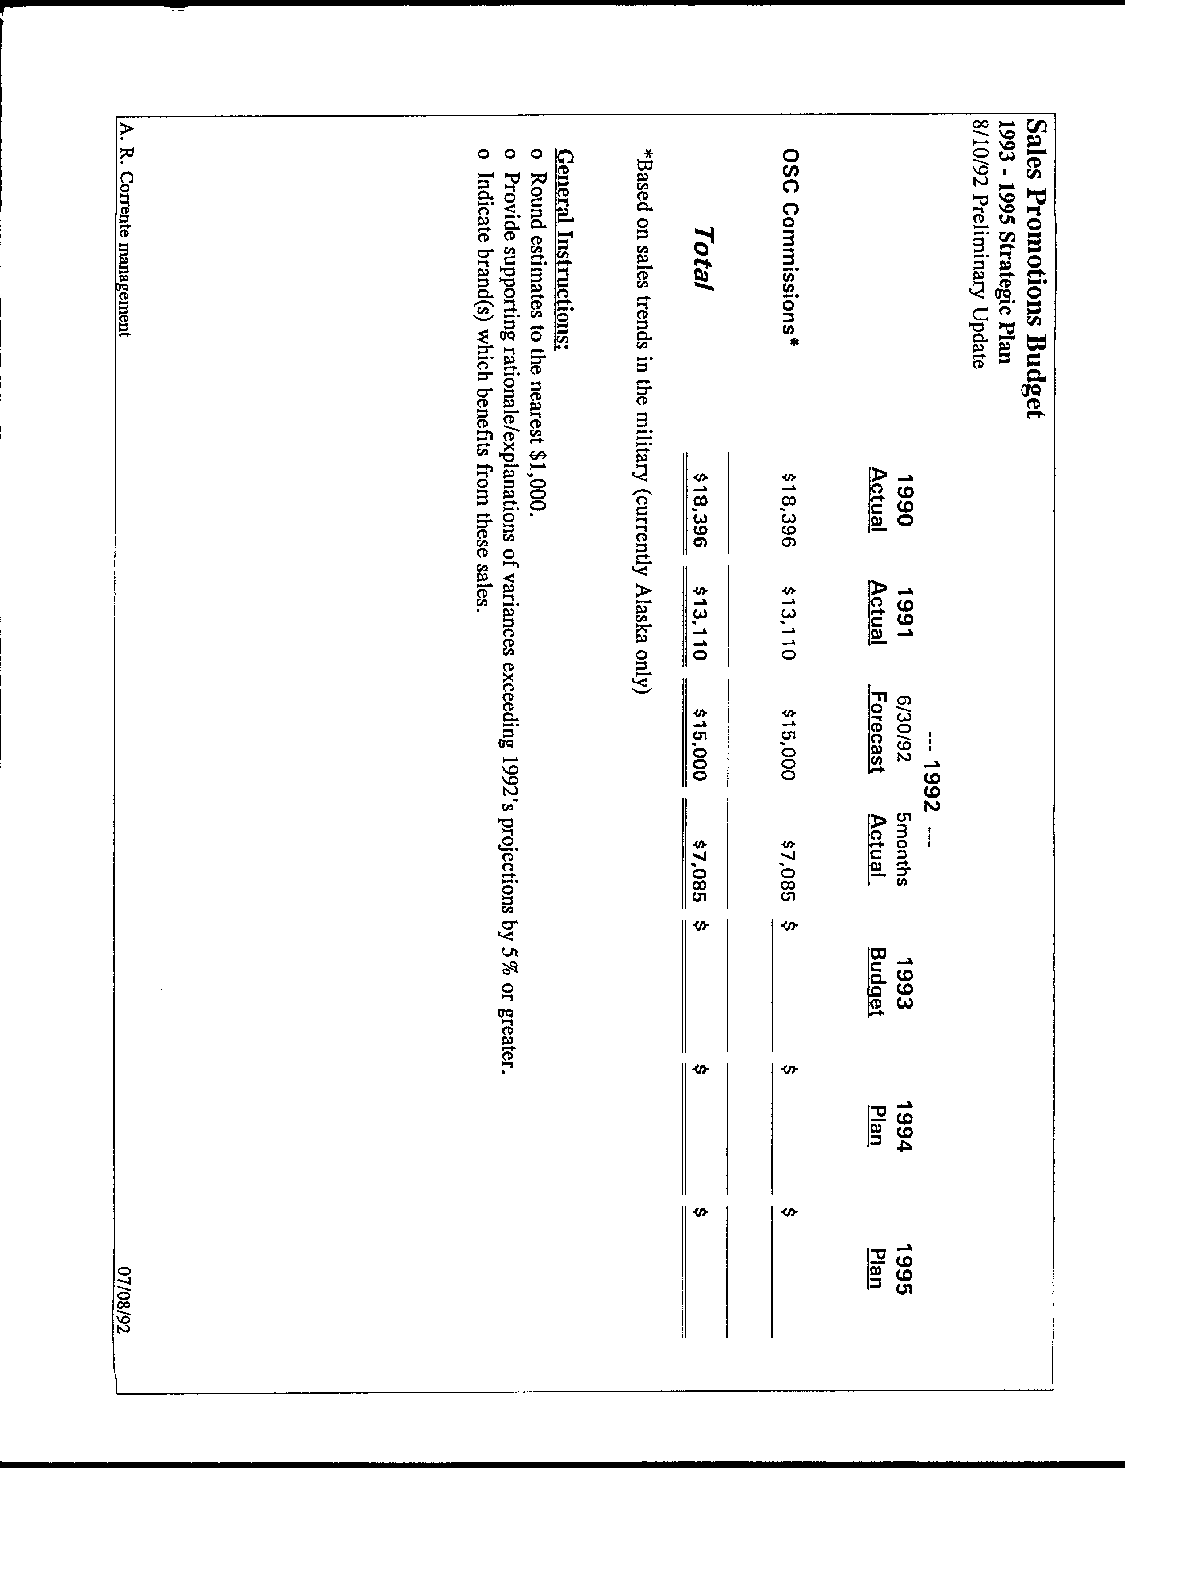 Sales Promotions Budget
1993 - 1995 Strategic Plan
8/10/92 Preliminary Update
--- 1992 ---
1990 1991 6/30/92 5months 1993 1994 1995
Actual Actual Forecast Actual Budget Plan Plan
OSC Commissions* $18,396 $13,110 $15,000 $7,085 $ $ $
Total $18,396 $13,110 $15,000 $7,085 $ $ $
*Based on sales trends in the military (currently Alaska only)
General Instructions:
o Round estimates to the nearest $1,000.
o Provide supporting rationale/explanations of variances exceeding 1992's projections by 5% or greater.
o Indicate brand(s) which benefits from these sales.
A. R. Corrente management 07/08/92